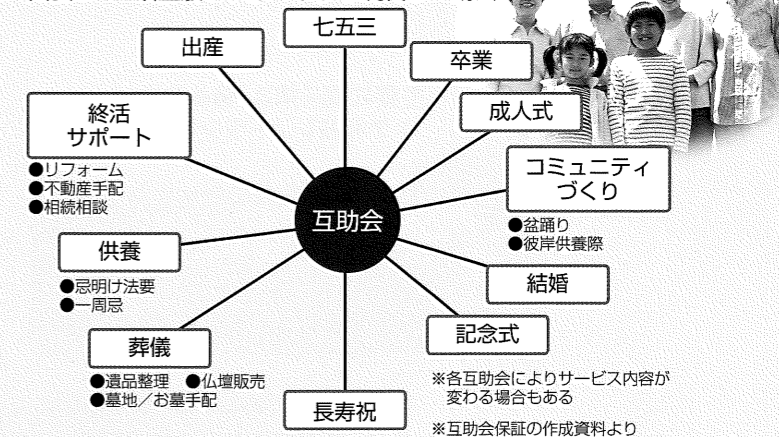 七五三
出産
卒業
成人式
終活
サポート
●リフォーム
●不動産手配
●相続相談
コミュニティ
づくり
●盆踊り
●彼岸供養際
互助会
供養
●忌明け法要
●一周忌
結婚
記念式
葬儀
●遺品整理 ●仏壇販売
●墓地／お墓手配
長寿祝
※各互助会によりサービス内容が
変わる場合もある
※互助会保証の作成資料より